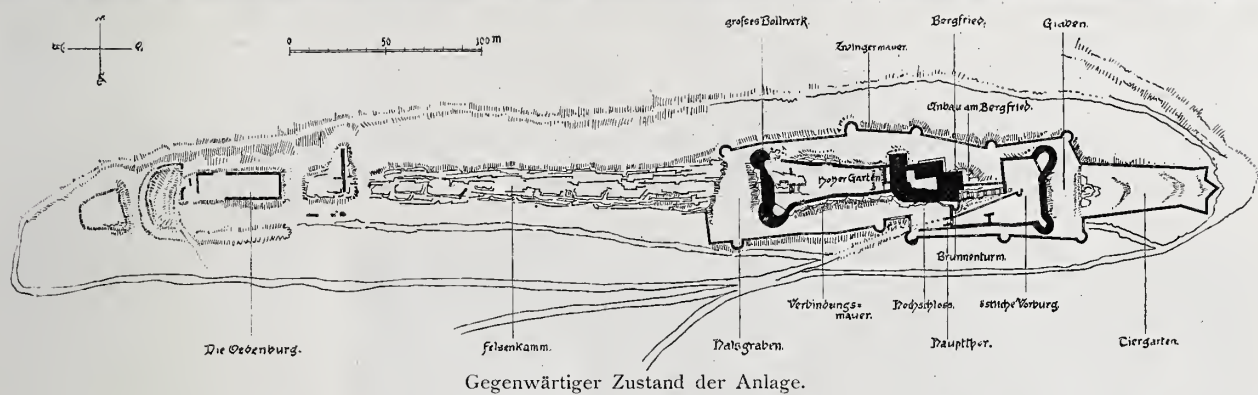 großes Bollwerk.
Bergfried.
Graben.
N
W
O.
S
0 50 100 m
Zwingermauer.
Anbau am Bergfried.
hoher Garten.
Brunnenturm.
Verbindungs=
mauer.
Hochschloss.
östliche Vorburg.
Die Oedenburg.
Felsenkamm.
Halsgraben.
Hauptthor.
Tiergarten.
Gegenwärtiger Zustand der Anlage.